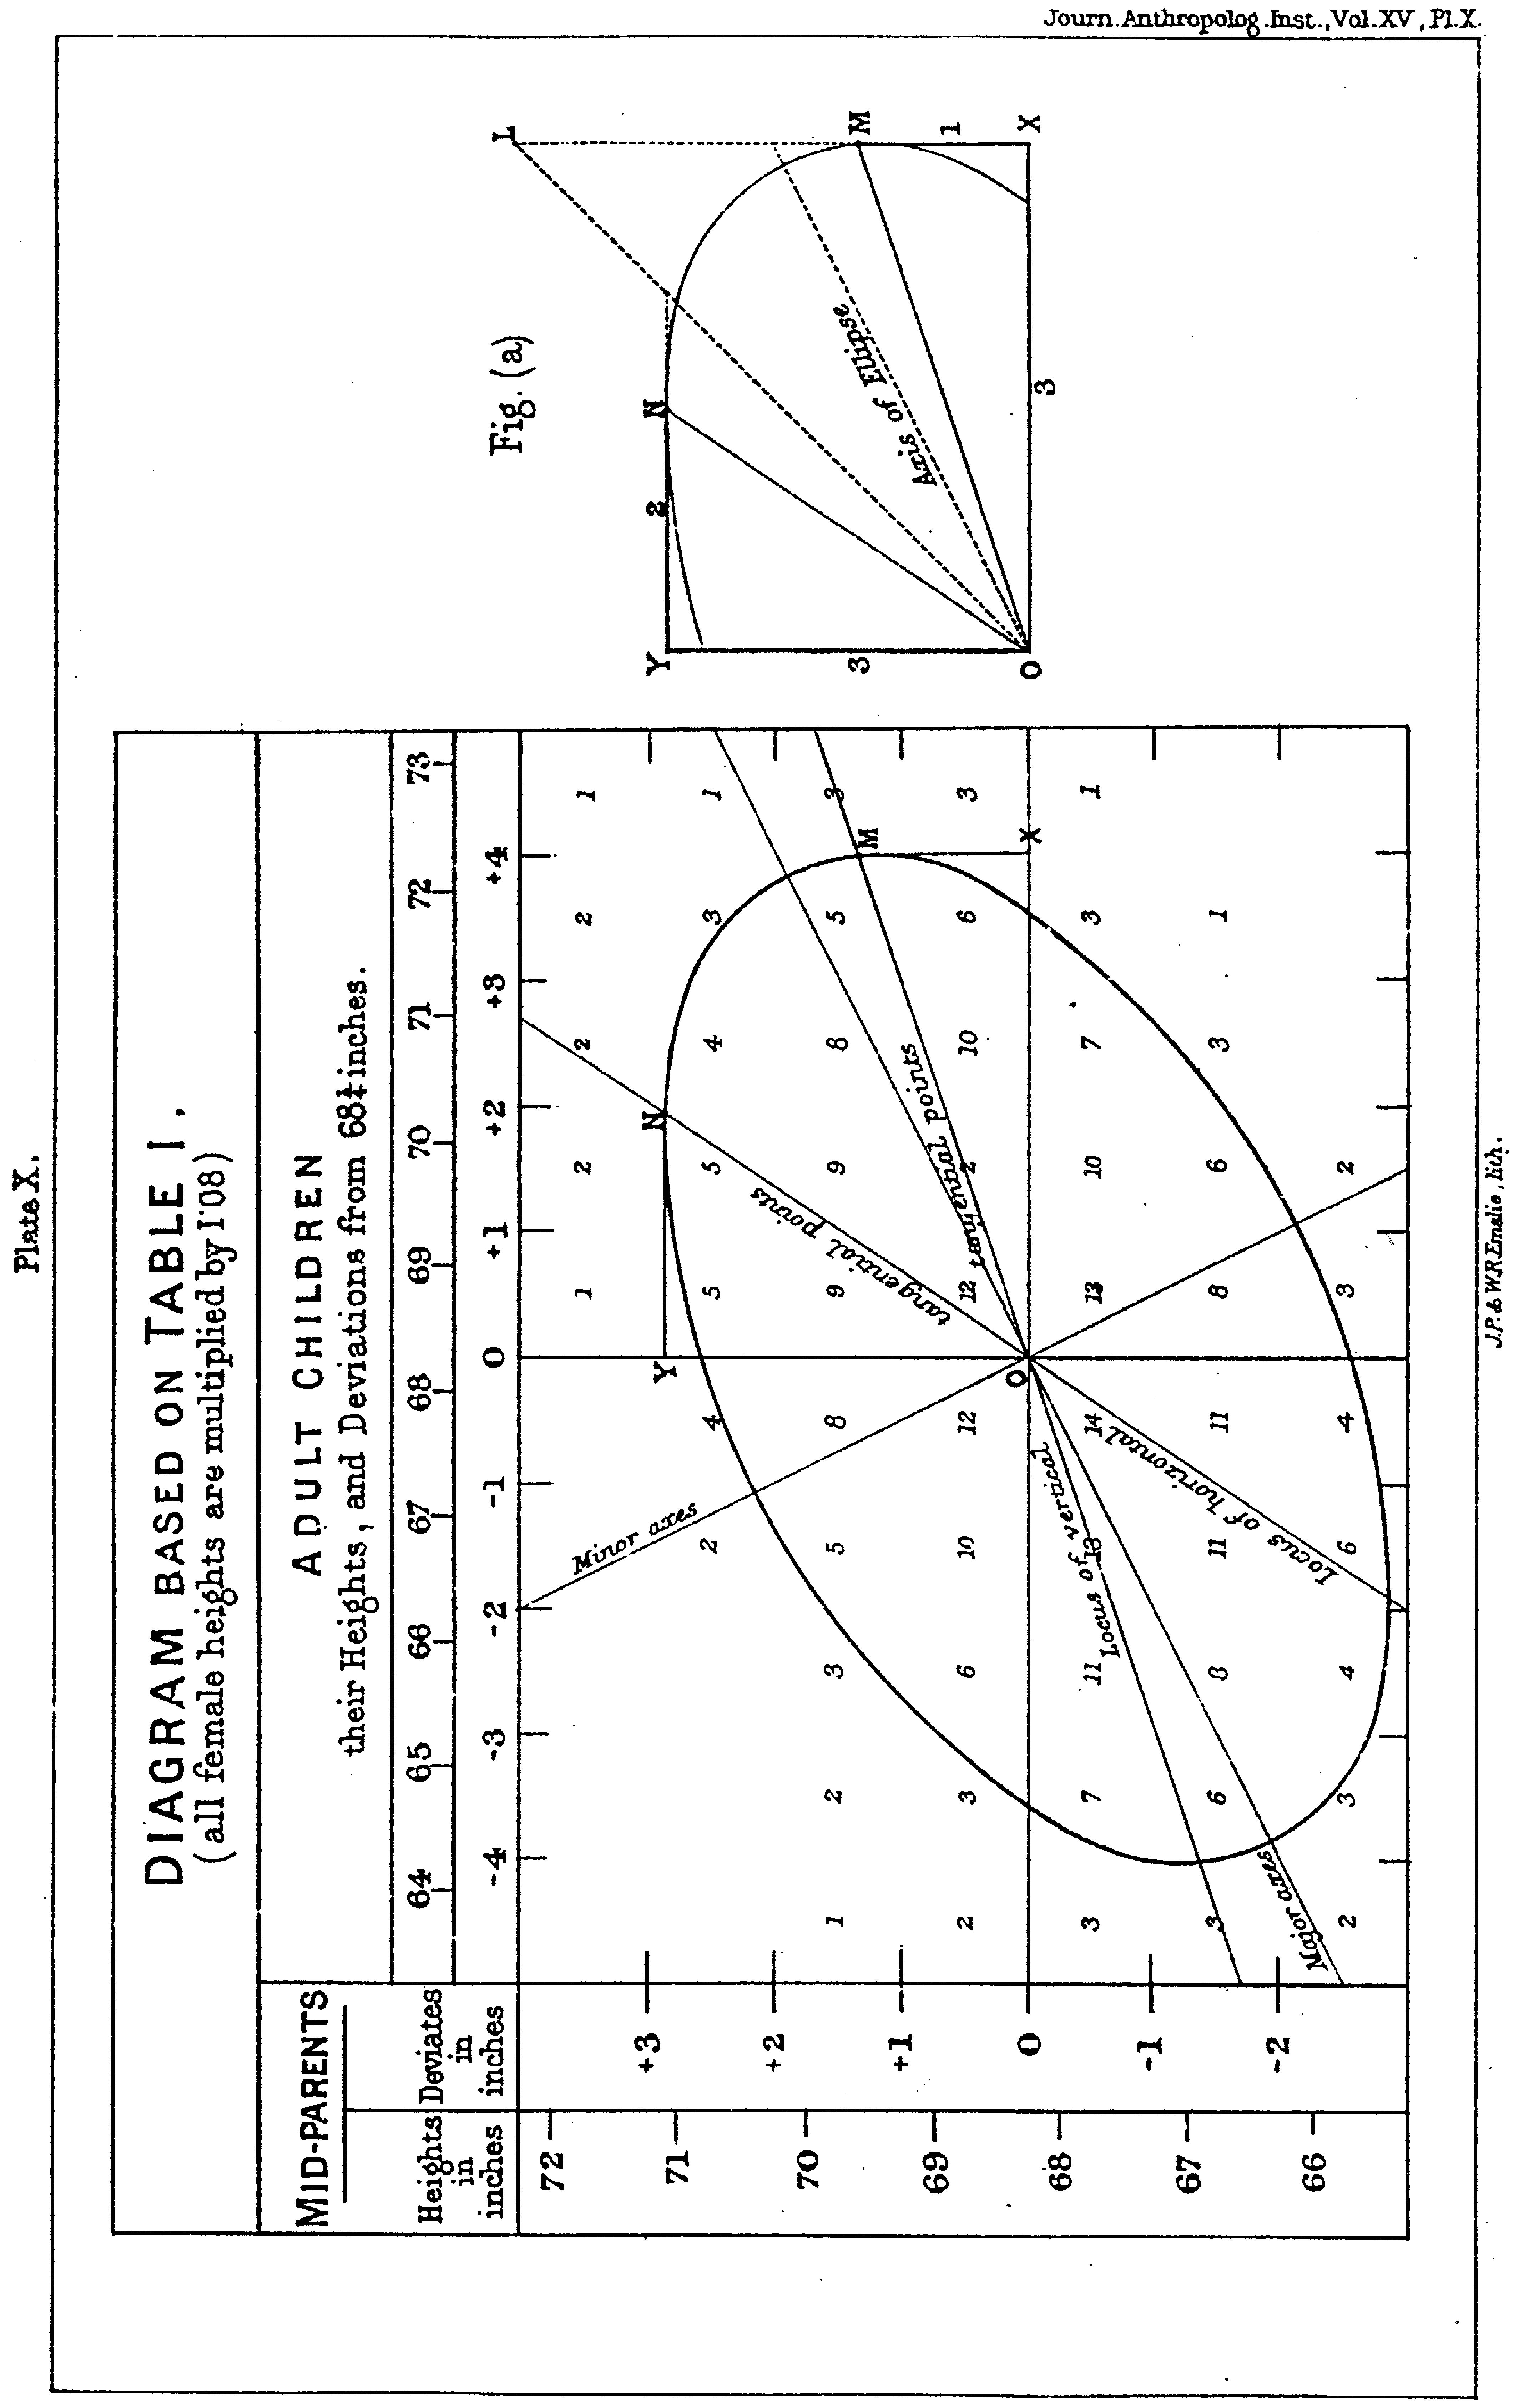 Journ. Anthropolog. Inst., Vol. XV, Pl. X.
Plate X.
DIAGRAM BASED ON TABLE I.
(all female heights are multiplied by 1·08)
MID-PARENTS
ADULT CHILDREN
their Heights, and Deviations from 68¼ inches.
Heights in inches
Deviates in inches
64 65 66 67 68 69 70 71 72 73
-4 -3 -2 -1 0 +1 +2 +3 +4
72
1 2 2 2 1
+3
71
Y N
2 4 5 5 4 3 1
+2
70
1 2 3 5 8 9 9 8 5 3
M
+1
69
2 3 6 10 12 12 2 10 6 3
0
O X
68
3 7 11 13 14 13 10 7 3 1
-1
67
3 6 8 11 11 8 6 3 1
-2
66
2 3 4 6 4 3 2
Minor axes
Major axes
Locus of horizontal tangential points
Locus of vertical tangential points
Fig. (a)
L
Y 2 N
M
3
1
Axis of Ellipse
O 3 X
J.P. & W.R. Emslie, lith.